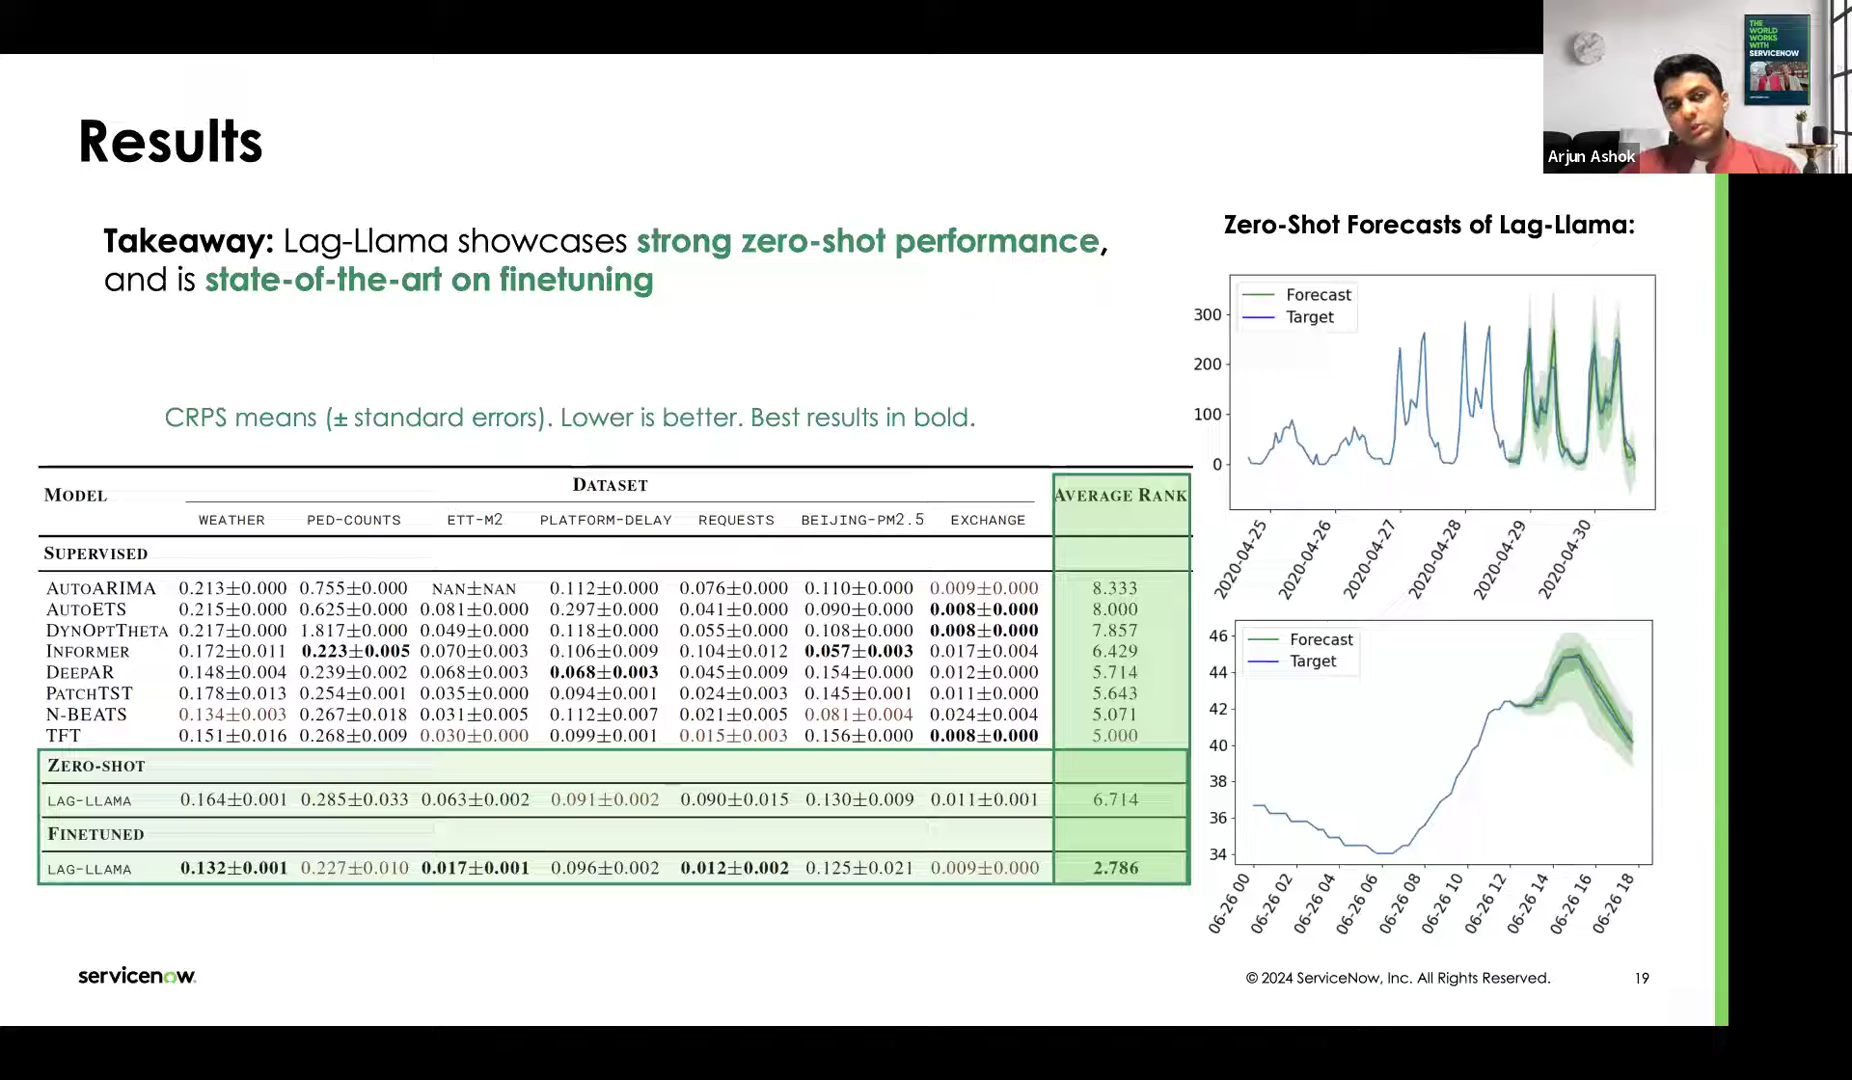 THE
WORLD
WORKS
WITH
SERVICENOW
Arjun Ashok
Results
Takeaway: Lag-Llama showcases strong zero-shot performance,
and is state-of-the-art on finetuning
CRPS means (± standard errors). Lower is better. Best results in bold.
MODEL DATASET AVERAGE RANK
WEATHER PED-COUNTS ETT-M2 PLATFORM-DELAY REQUESTS BEIJING-PM2.5 EXCHANGE
SUPERVISED
AUTOARIMA 0.213±0.000 0.755±0.000 NAN±NAN 0.112±0.000 0.076±0.000 0.110±0.000 0.009±0.000 8.333
AUTOETS 0.215±0.000 0.625±0.000 0.081±0.000 0.297±0.000 0.041±0.000 0.090±0.000 0.008±0.000 8.000
DYNOPTTHETA 0.217±0.000 1.817±0.000 0.049±0.000 0.118±0.000 0.055±0.000 0.108±0.000 0.008±0.000 7.857
INFORMER 0.172±0.011 0.223±0.005 0.070±0.003 0.106±0.009 0.104±0.012 0.057±0.003 0.017±0.004 6.429
DEEPAR 0.148±0.004 0.239±0.002 0.068±0.003 0.068±0.003 0.045±0.009 0.154±0.000 0.012±0.000 5.714
PATCHTST 0.178±0.013 0.254±0.001 0.035±0.000 0.094±0.001 0.024±0.003 0.145±0.001 0.011±0.000 5.643
N-BEATS 0.134±0.003 0.267±0.018 0.031±0.005 0.112±0.007 0.021±0.005 0.081±0.004 0.024±0.004 5.071
TFT 0.151±0.016 0.268±0.009 0.030±0.000 0.099±0.001 0.015±0.003 0.156±0.000 0.008±0.000 5.000
ZERO-SHOT
LAG-LLAMA 0.164±0.001 0.285±0.033 0.063±0.002 0.091±0.002 0.090±0.015 0.130±0.009 0.011±0.001 6.714
FINETUNED
LAG-LLAMA 0.132±0.001 0.227±0.010 0.017±0.001 0.096±0.002 0.012±0.002 0.125±0.021 0.009±0.000 2.786
Zero-Shot Forecasts of Lag-Llama:
Forecast
Target
300
200
100
0
2020-04-25 2020-04-26 2020-04-27 2020-04-28 2020-04-29 2020-04-30
Forecast
Target
46
44
42
40
38
36
34
06-26 00 06-26 02 06-26 04 06-26 06 06-26 08 06-26 10 06-26 12 06-26 14 06-26 16 06-26 18
servicenow
© 2024 ServiceNow, Inc. All Rights Reserved. 19